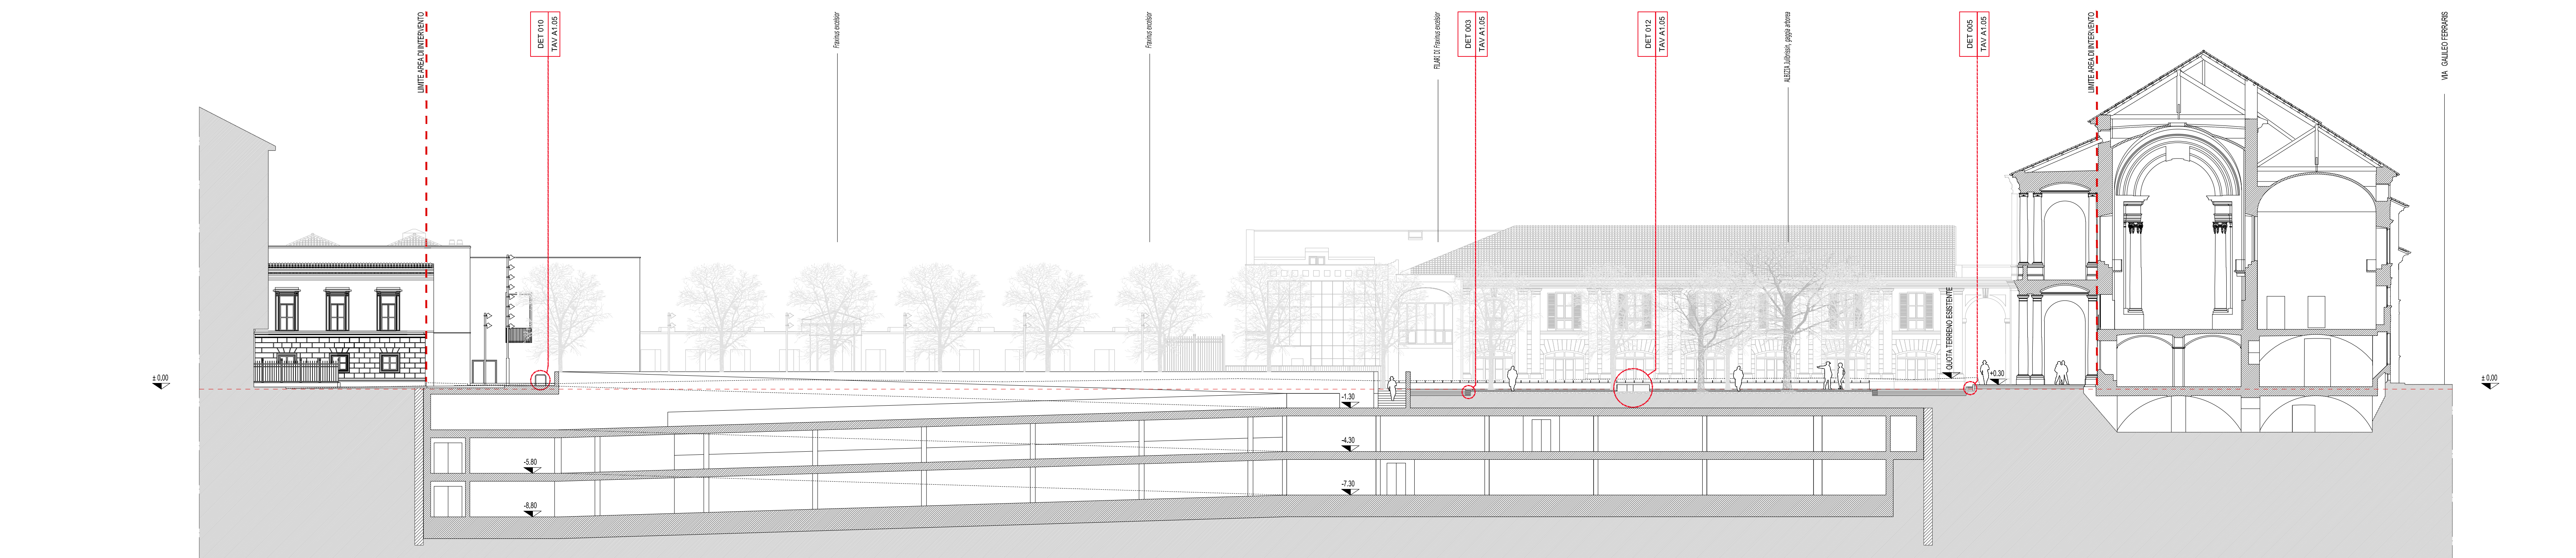 LIMITE AREA DI INTERVENTO
DET 010
TAV A1.05
Fraxinus excelsior
Fraxinus excelsior
FILARI DI Fraxinus excelsior
DET 003
TAV A1.05
DET 012
TAV A1.05
ALBIZZIA Julibrissin, gaggia arborea
DET 005
TAV A1.05
LIMITE AREA DI INTERVENTO
VIA GALILEO FERRARIS
QUOTA TERRENO ESISTENTE
± 0,00
+0.30
± 0,00
-1.30
-4.30
-5.80
-7.30
-8.80